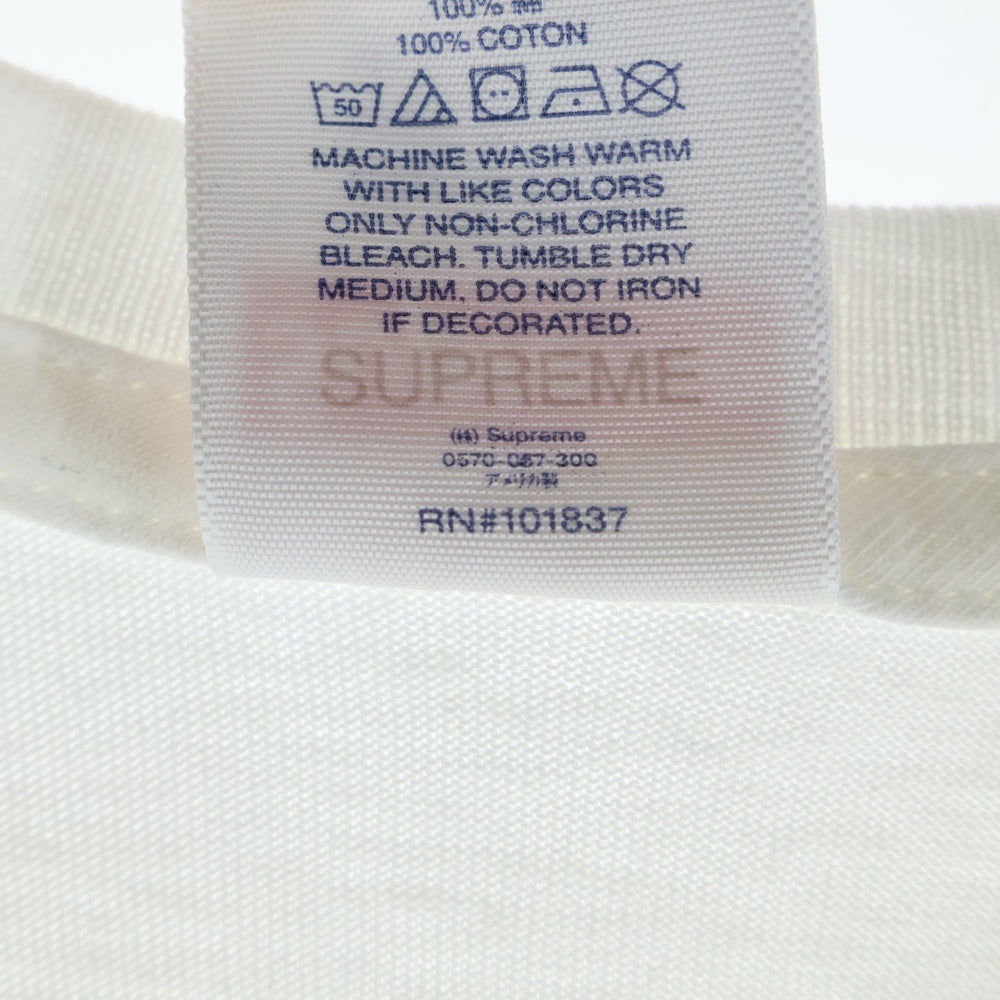 100% 綿
100% COTON
50
MACHINE WASH WARM
WITH LIKE COLORS
ONLY NON-CHLORINE
BLEACH. TUMBLE DRY
MEDIUM. DO NOT IRON
IF DECORATED.
SUPREME
(株) Supreme
0570-087-300
アメリカ製
RN#101837